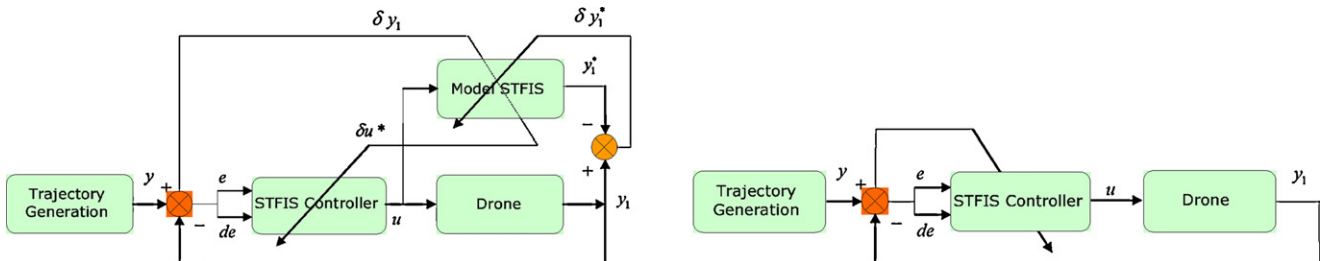 δ y₁
δ y₁*
y₁*
Model STFIS
−
δu*
+
Trajectory
Generation
y
+
−
e
de
STFIS Controller
u
Drone
y₁
Trajectory
Generation
y
+
−
e
de
STFIS Controller
u
Drone
y₁